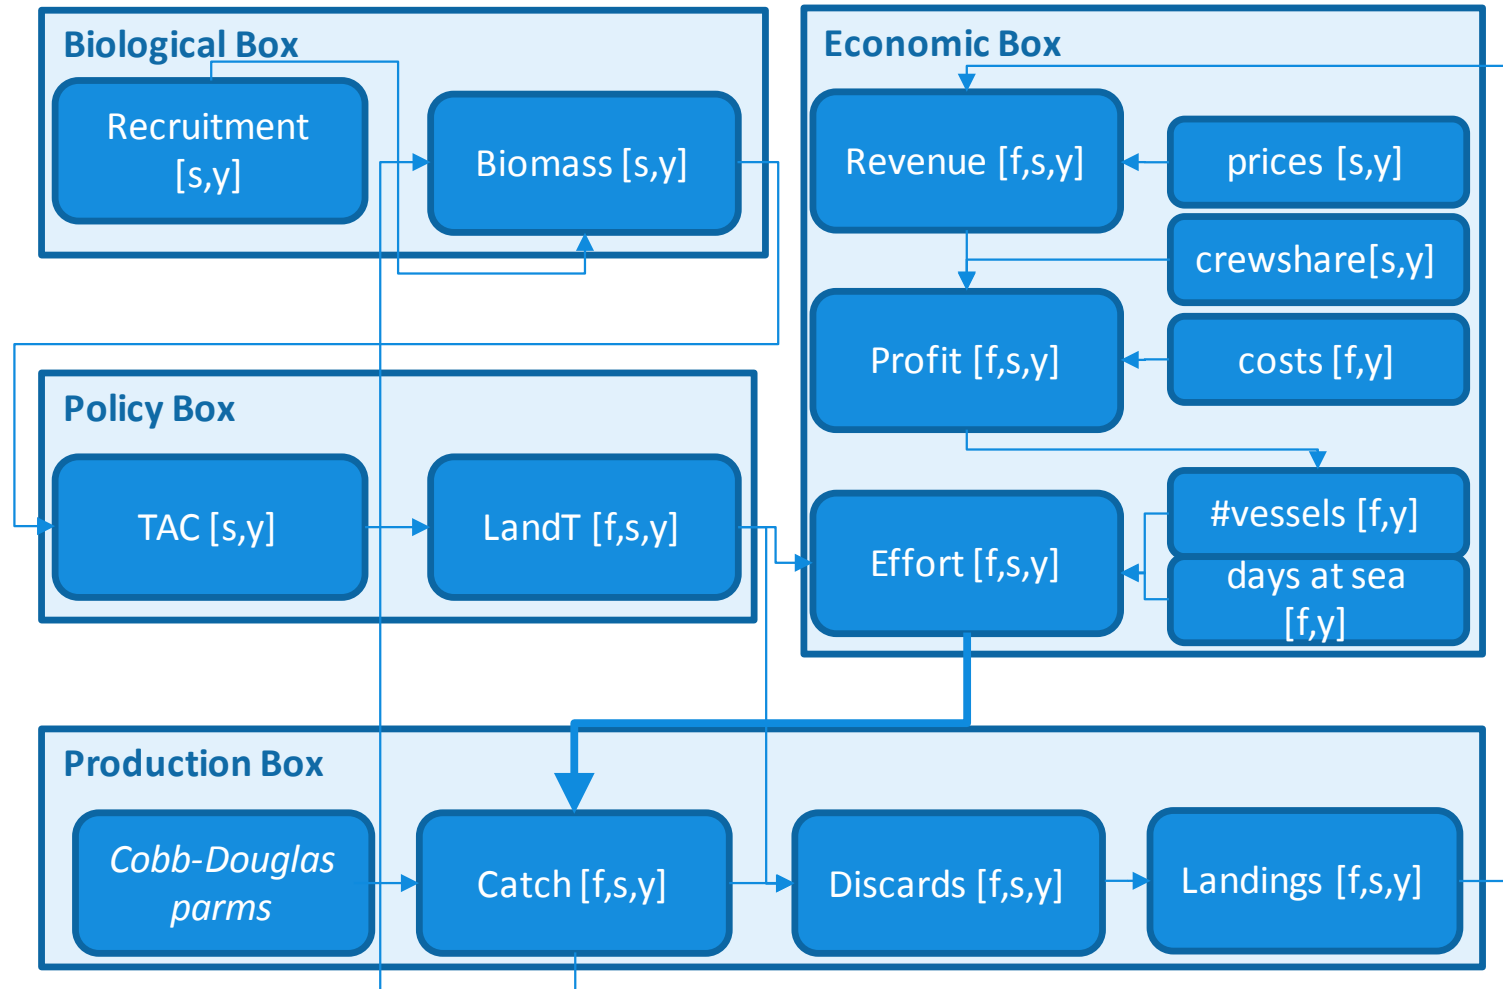 Biological Box
Recruitment
[s,y]
Biomass [s,y]
Economic Box
Revenue [f,s,y]
prices [s,y]
crewshare[s,y]
Profit [f,s,y]
costs [f,y]
#vessels [f,y]
Effort [f,s,y]
days at sea
[f,y]
Policy Box
TAC [s,y]
LandT [f,s,y]
Production Box
Cobb-Douglas
parms
Catch [f,s,y]
Discards [f,s,y]
Landings [f,s,y]